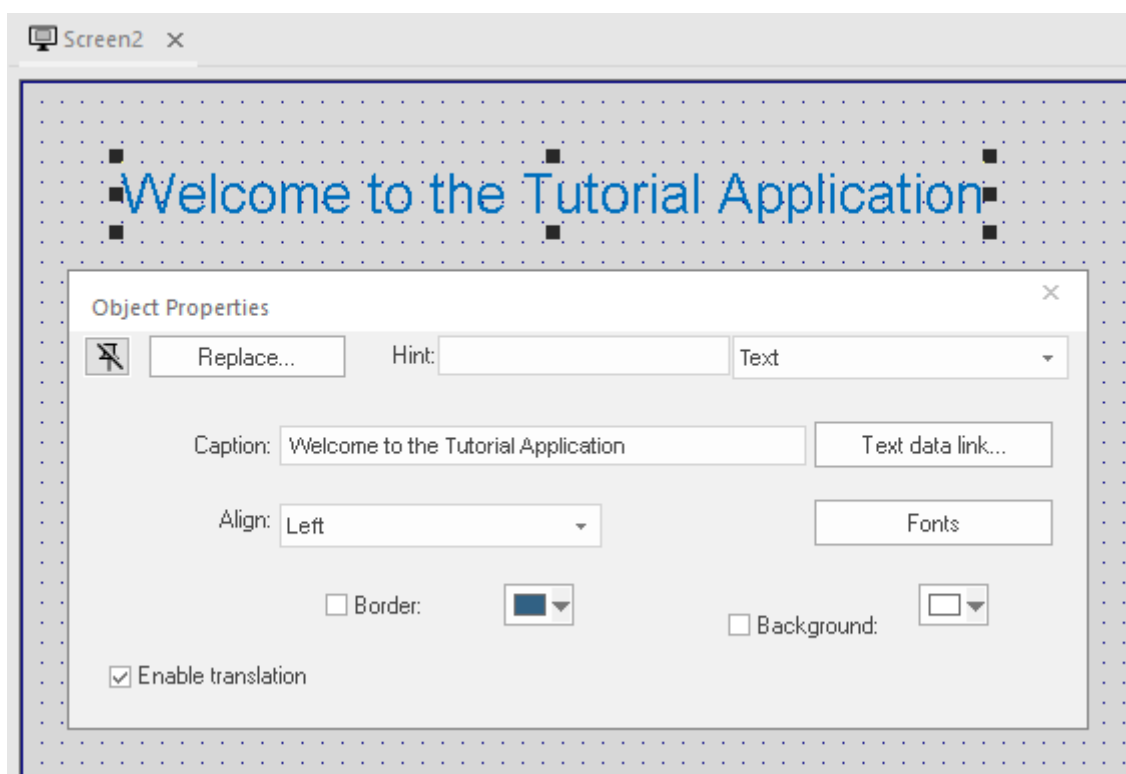 Screen2
Welcome to the Tutorial Application
Object Properties
Replace... Hint: Text
Caption: Welcome to the Tutorial Application Text data link...
Align: Left Fonts
Border: Background:
Enable translation